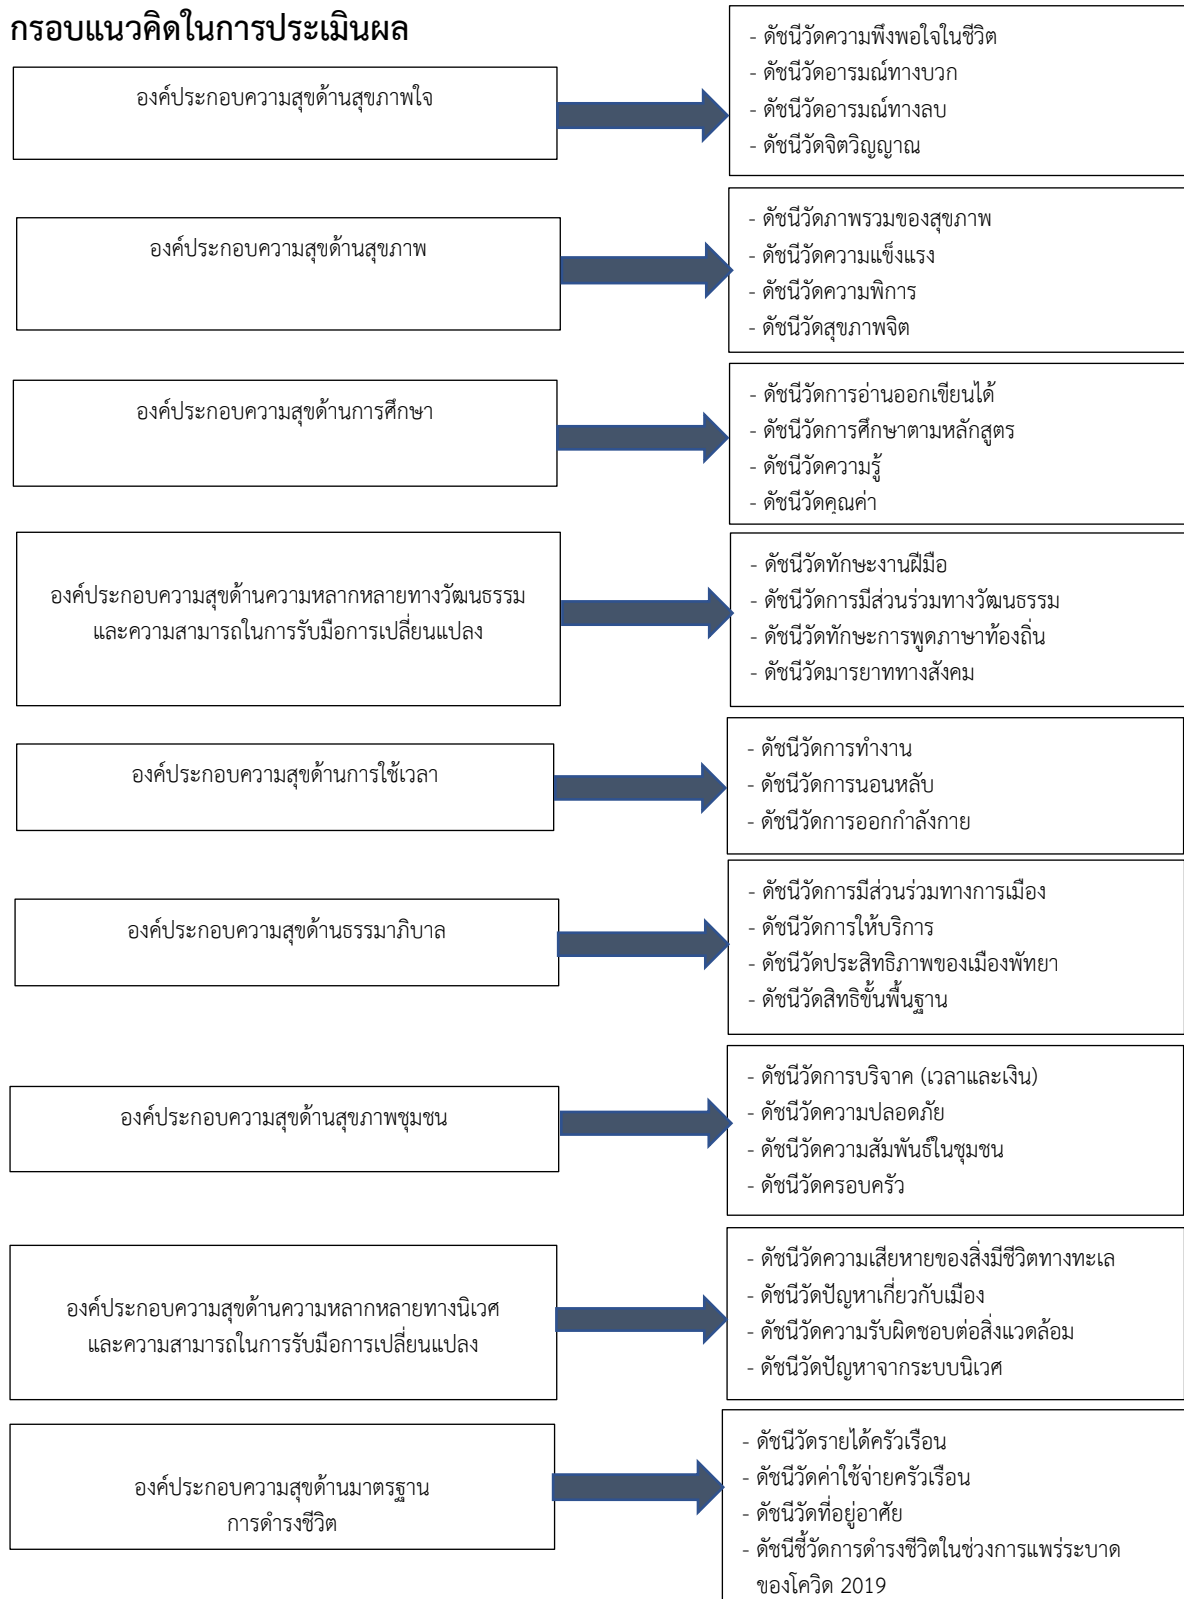 กรอบแนวคิดในการประเมินผล
องค์ประกอบความสุขด้านสุขภาพใจ
- ดัชนีวัดความพึงพอใจในชีวิต
- ดัชนีวัดอารมณ์ทางบวก
- ดัชนีวัดอารมณ์ทางลบ
- ดัชนีวัดจิตวิญญาณ
องค์ประกอบความสุขด้านสุขภาพ
- ดัชนีวัดภาพรวมของสุขภาพ
- ดัชนีวัดความแข็งแรง
- ดัชนีวัดความพิการ
- ดัชนีวัดสุขภาพจิต
องค์ประกอบความสุขด้านการศึกษา
- ดัชนีวัดการอ่านออกเขียนได้
- ดัชนีวัดการศึกษาตามหลักสูตร
- ดัชนีวัดความรู้
- ดัชนีวัดคุณค่า
องค์ประกอบความสุขด้านความหลากหลายทางวัฒนธรรม
และความสามารถในการรับมือการเปลี่ยนแปลง
- ดัชนีวัดทักษะงานฝีมือ
- ดัชนีวัดการมีส่วนร่วมทางวัฒนธรรม
- ดัชนีวัดทักษะการพูดภาษาท้องถิ่น
- ดัชนีวัดมารยาททางสังคม
องค์ประกอบความสุขด้านการใช้เวลา
- ดัชนีวัดการทำงาน
- ดัชนีวัดการนอนหลับ
- ดัชนีวัดการออกกำลังกาย
องค์ประกอบความสุขด้านธรรมาภิบาล
- ดัชนีวัดการมีส่วนร่วมทางการเมือง
- ดัชนีวัดการให้บริการ
- ดัชนีวัดประสิทธิภาพของเมืองพัทยา
- ดัชนีวัดสิทธิขั้นพื้นฐาน
องค์ประกอบความสุขด้านสุขภาพชุมชน
- ดัชนีวัดการบริจาค (เวลาและเงิน)
- ดัชนีวัดความปลอดภัย
- ดัชนีวัดความสัมพันธ์ในชุมชน
- ดัชนีวัดครอบครัว
องค์ประกอบความสุขด้านความหลากหลายทางนิเวศ
และความสามารถในการรับมือการเปลี่ยนแปลง
- ดัชนีวัดความเสียหายของสิ่งมีชีวิตทางทะเล
- ดัชนีวัดปัญหาเกี่ยวกับเมือง
- ดัชนีวัดความรับผิดชอบต่อสิ่งแวดล้อม
- ดัชนีวัดปัญหาจากระบบนิเวศ
องค์ประกอบความสุขด้านมาตรฐาน
การดำรงชีวิต
- ดัชนีวัดรายได้ครัวเรือน
- ดัชนีวัดค่าใช้จ่ายครัวเรือน
- ดัชนีวัดที่อยู่อาศัย
- ดัชนีชี้วัดการดำรงชีวิตในช่วงการแพร่ระบาด
ของโควิด 2019